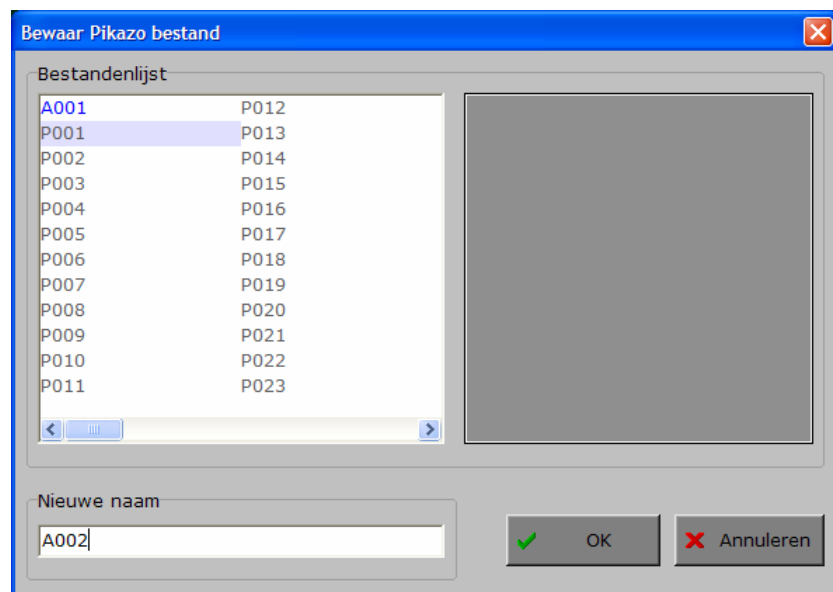 Bewaar Pikazo bestand
Bestandenlijst
A001
P001
P002
P003
P004
P005
P006
P007
P008
P009
P010
P011
P012
P013
P014
P015
P016
P017
P018
P019
P020
P021
P022
P023
Nieuwe naam
A002
OK
Annuleren